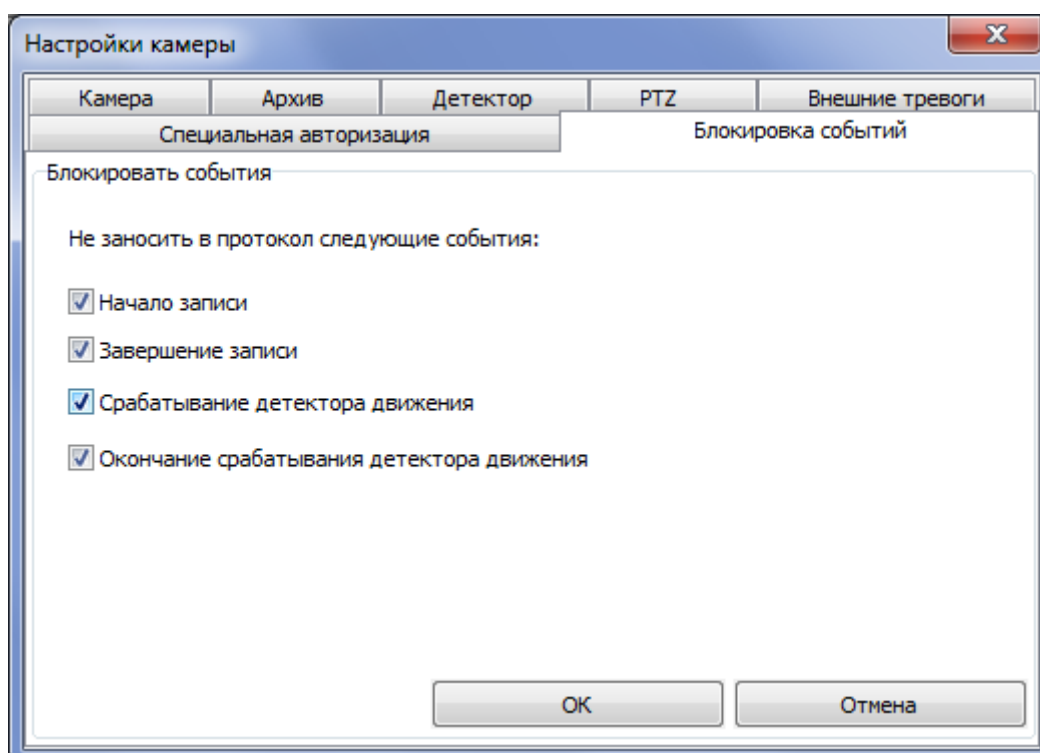 Настройки камеры
Камера
Архив
Детектор
PTZ
Внешние тревоги
Специальная авторизация
Блокировка событий
Блокировать события
Не заносить в протокол следующие события:
Начало записи
Завершение записи
Срабатывание детектора движения
Окончание срабатывания детектора движения
ОК
Отмена